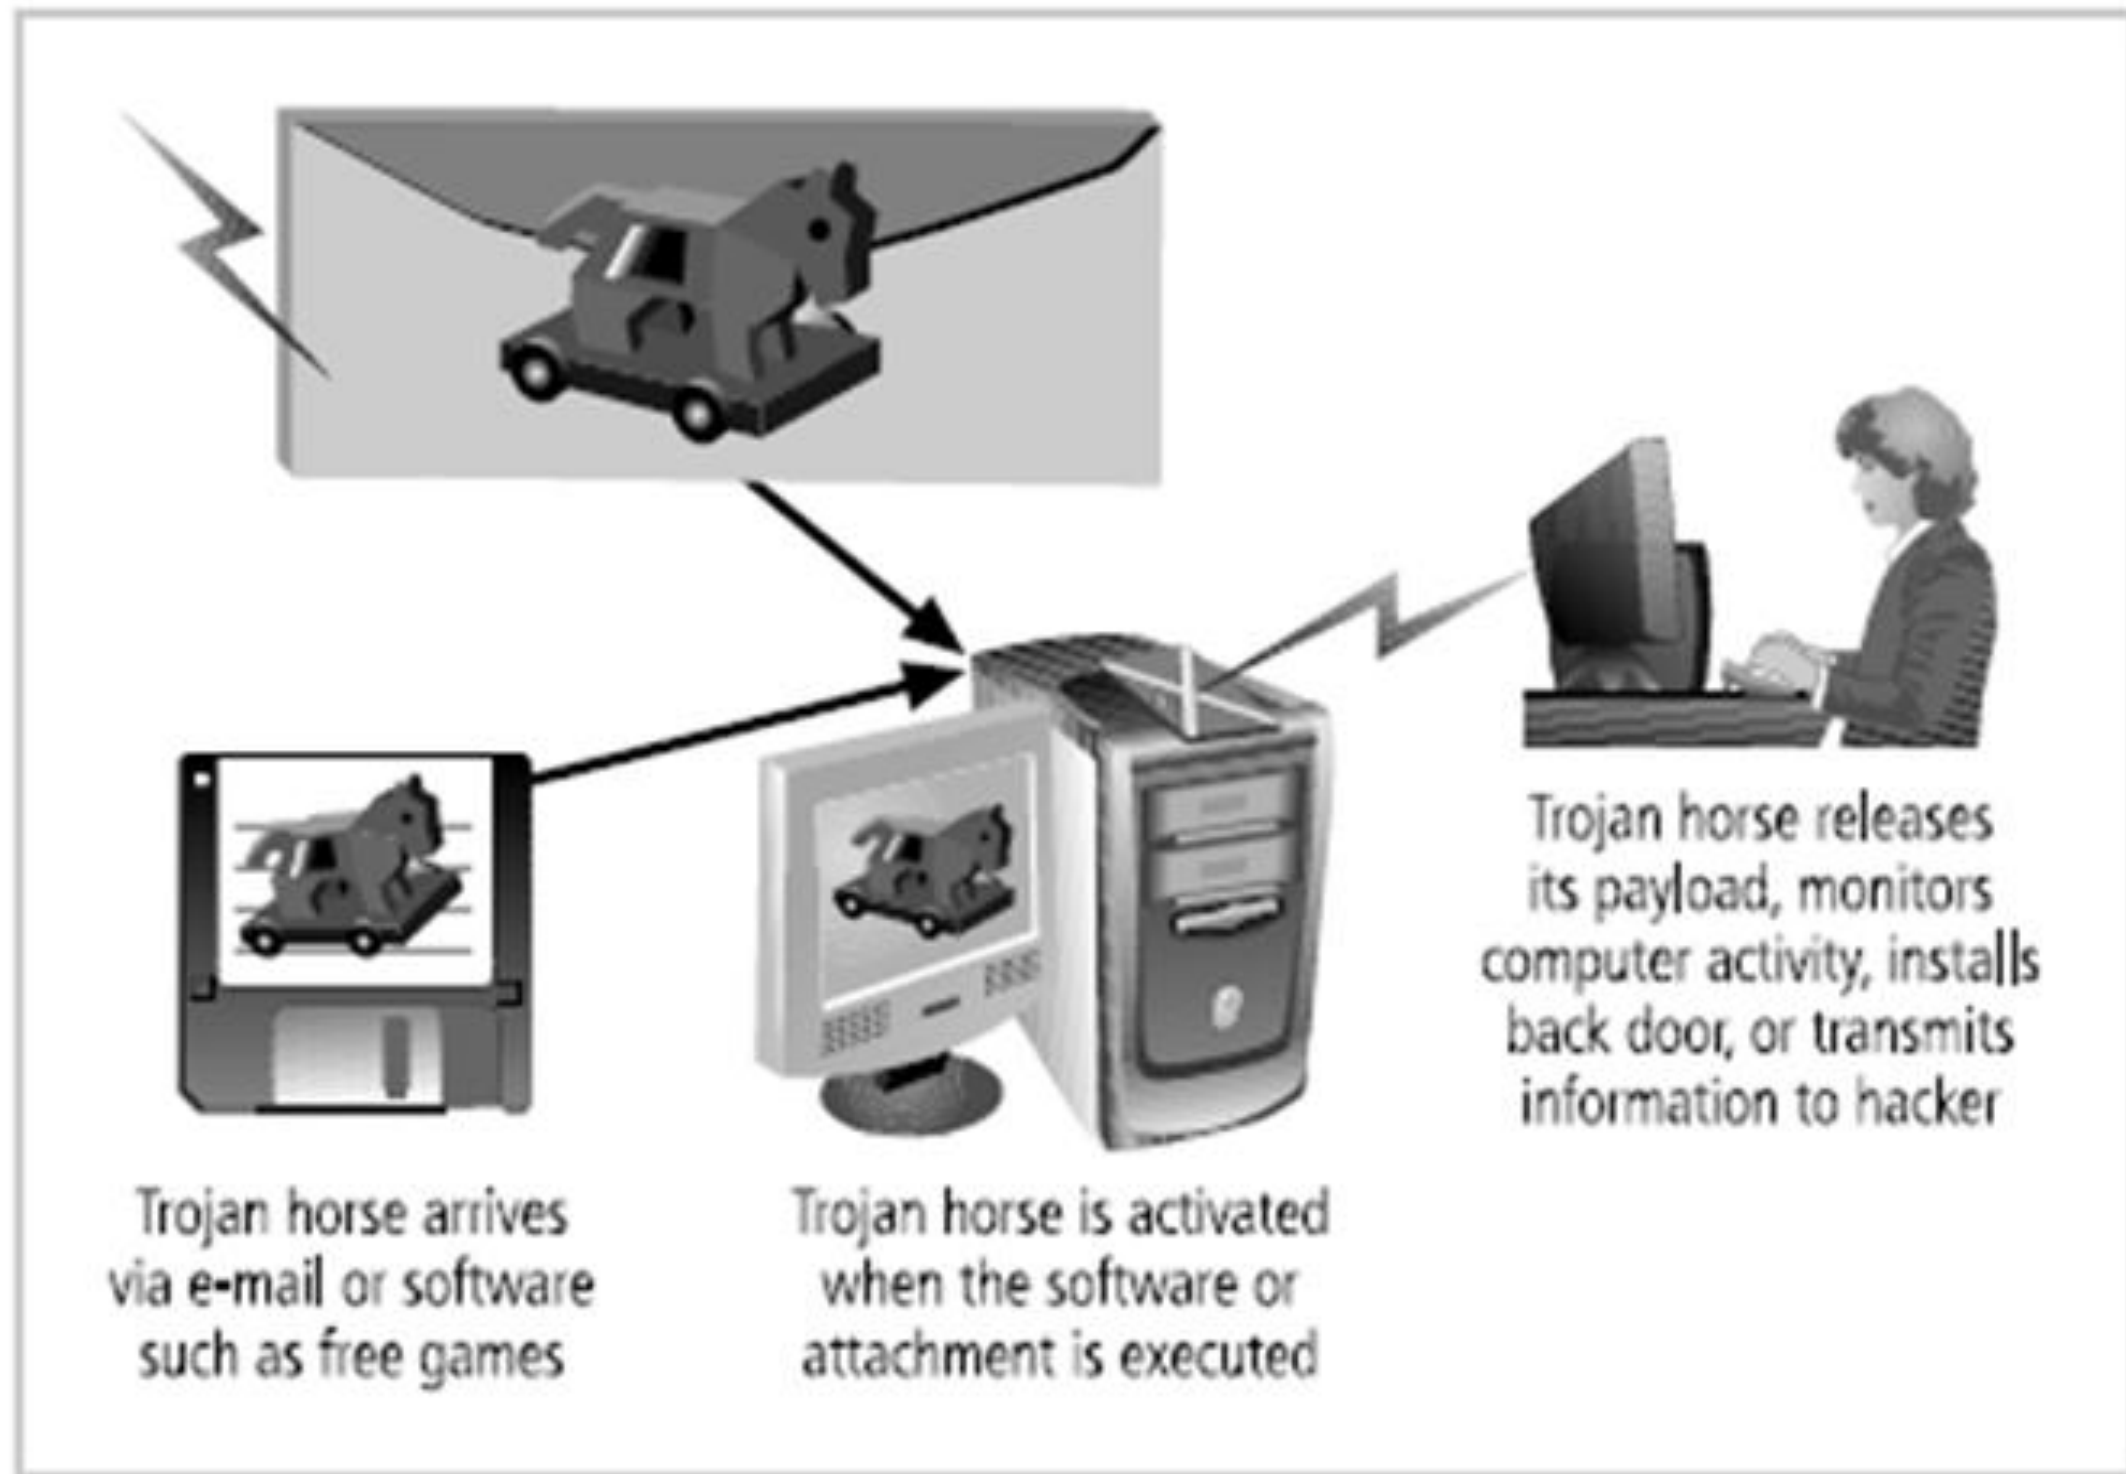 Trojan horse arrives
via e-mail or software
such as free games
Trojan horse is activated
when the software or
attachment is executed
Trojan horse releases
its payload, monitors
computer activity, installs
back door, or transmits
information to hacker